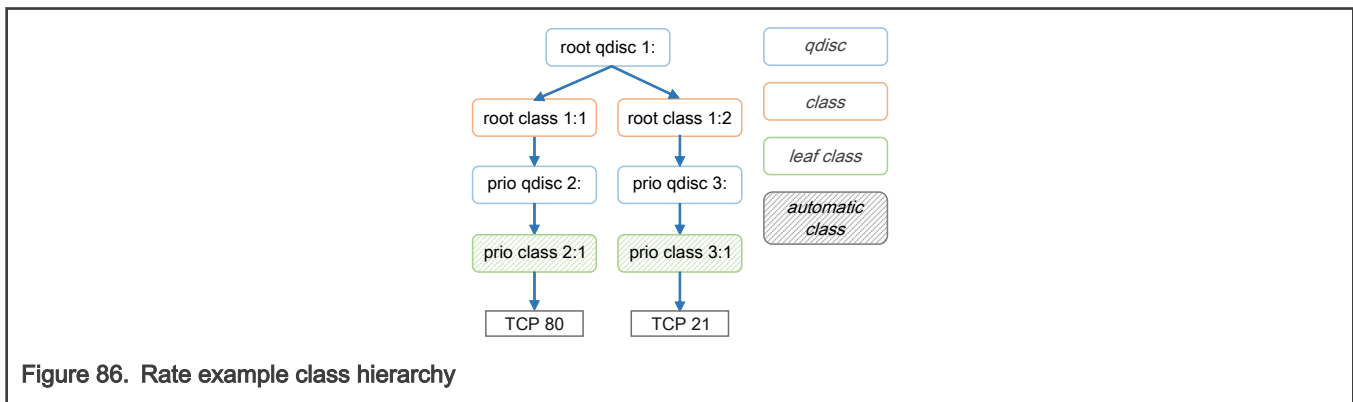 root qdisc 1:
qdisc
root class 1:1
root class 1:2
class
prio qdisc 2:
prio qdisc 3:
leaf class
automatic
class
prio class 2:1
prio class 3:1
TCP 80
TCP 21
Figure 86. Rate example class hierarchy